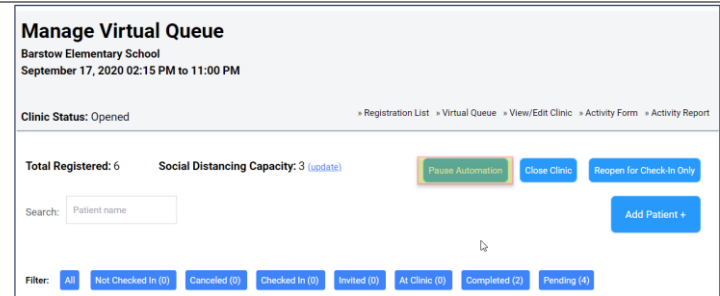 Manage Virtual Queue
Barstow Elementary School
September 17, 2020 02:15 PM to 11:00 PM
Clinic Status: Opened
» Registration List » Virtual Queue » View/Edit Clinic » Activity Form » Activity Report
Total Registered: 6 Social Distancing Capacity: 3 (update) Pause Automation Close Clinic Reopen for Check-In Only
Search: Patient name Add Patient +
Filter: All Not Checked In (0) Canceled (0) Checked In (0) Invited (0) At Clinic (0) Completed (2) Pending (4)